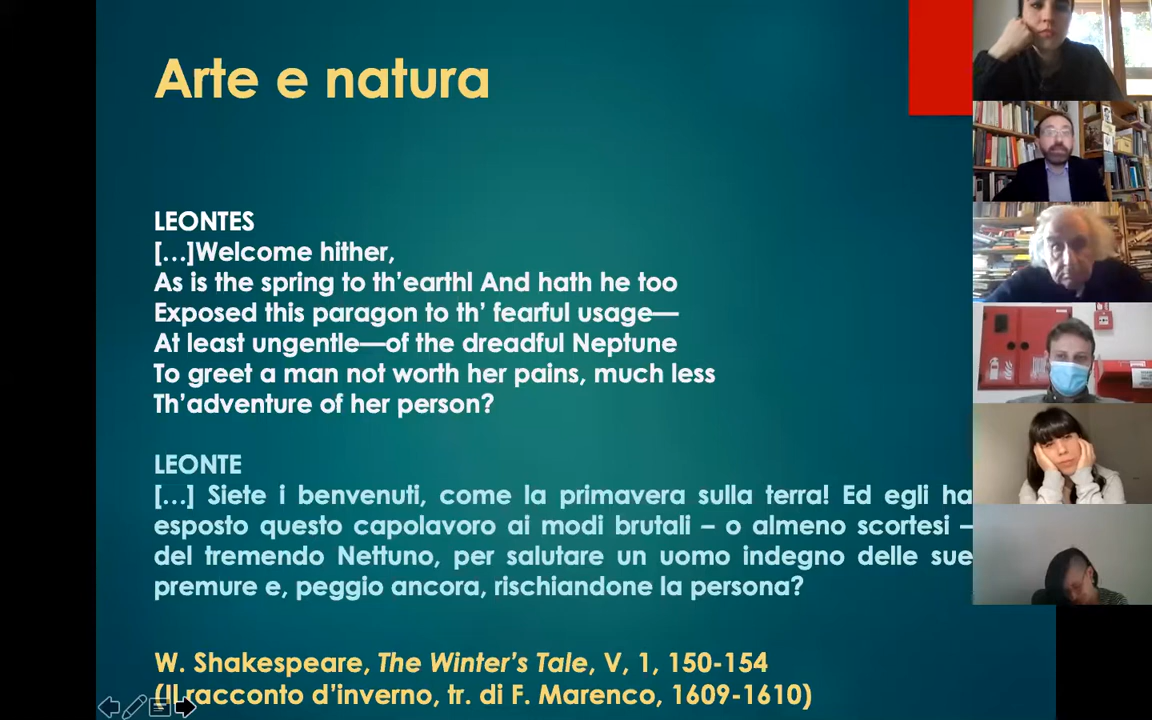 Arte e natura
LEONTES
[…]Welcome hither,
As is the spring to th’earth! And hath he too
Exposed this paragon to th’ fearful usage—
At least ungentle—of the dreadful Neptune
To greet a man not worth her pains, much less
Th’adventure of her person?
LEONTE
[…] Siete i benvenuti, come la primavera sulla terra! Ed egli ha
esposto questo capolavoro ai modi brutali – o almeno scortesi –
del tremendo Nettuno, per salutare un uomo indegno delle sue
premure e, peggio ancora, rischiandone la persona?
W. Shakespeare, The Winter’s Tale, V, 1, 150-154
(Il racconto d’inverno, tr. di F. Marenco, 1609-1610)